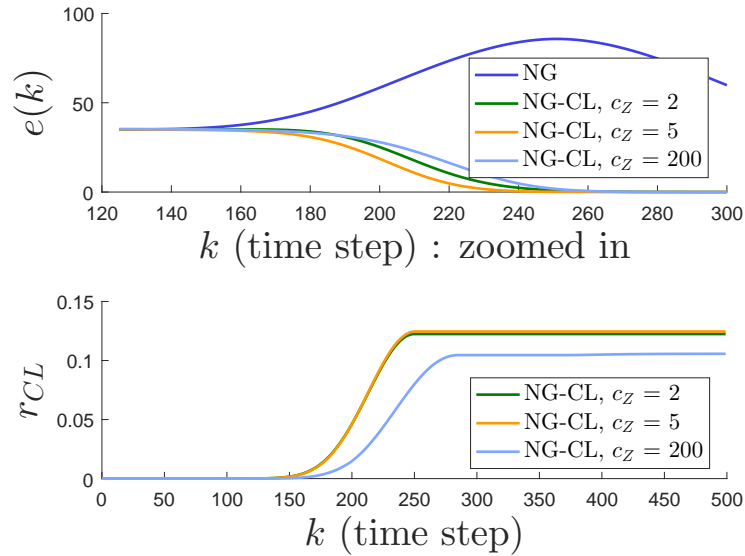 100
50
0
e(k)
NG
NG-CL, c_Z = 2
NG-CL, c_Z = 5
NG-CL, c_Z = 200
120 140 160 180 200 220 240 260 280 300
k (time step) : zoomed in
0.15
0.1
0.05
0
r_{CL}
NG-CL, c_Z = 2
NG-CL, c_Z = 5
NG-CL, c_Z = 200
0 50 100 150 200 250 300 350 400 450 500
k (time step)